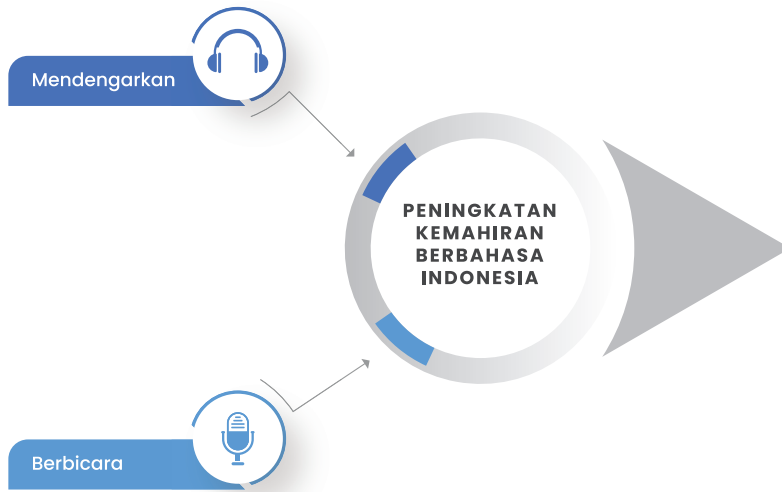 Mendengarkan
PENINGKATAN
KEMAHIRAN
BERBAHASA
INDONESIA
Berbicara